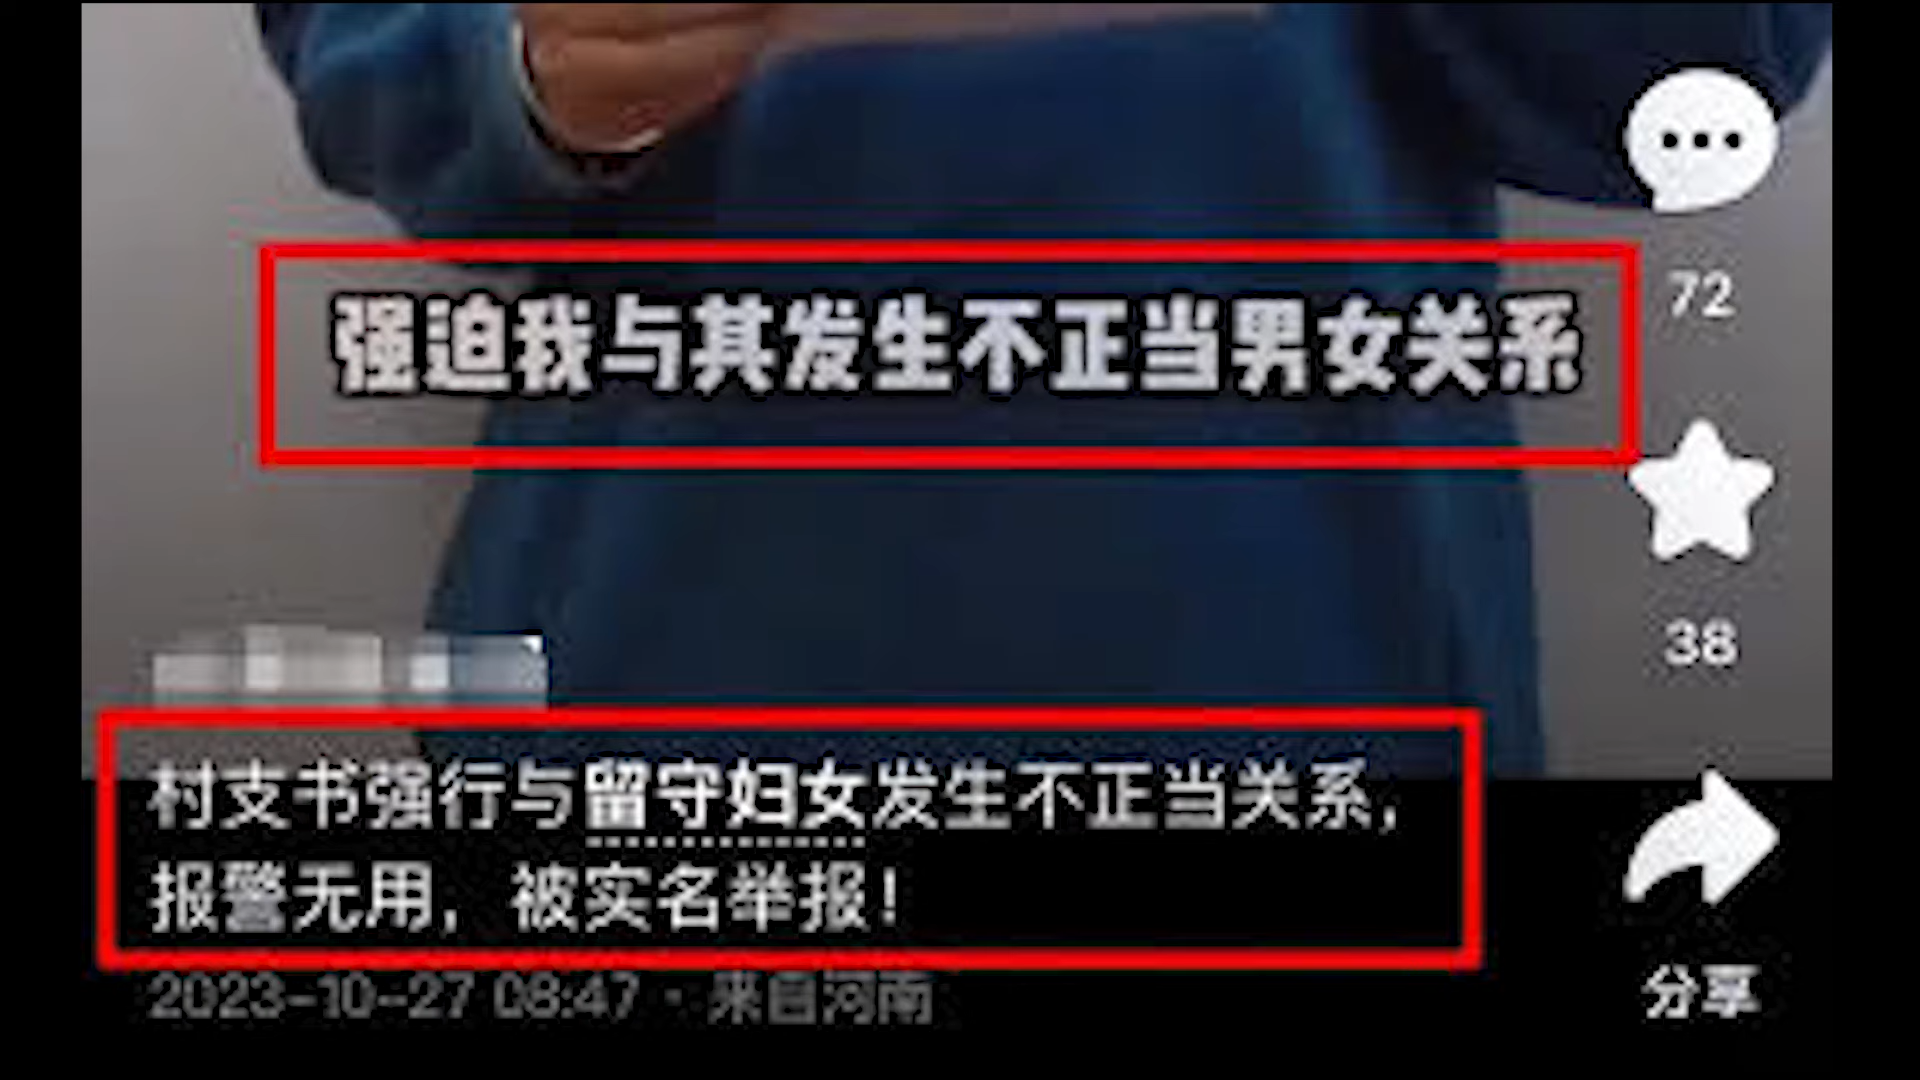 强迫我与其发生不正当男女关系
72
38
村支书强行与留守妇女发生不正当关系，
报警无用，被实名举报！
2023-10-27 08:47 · 来自河南
分享